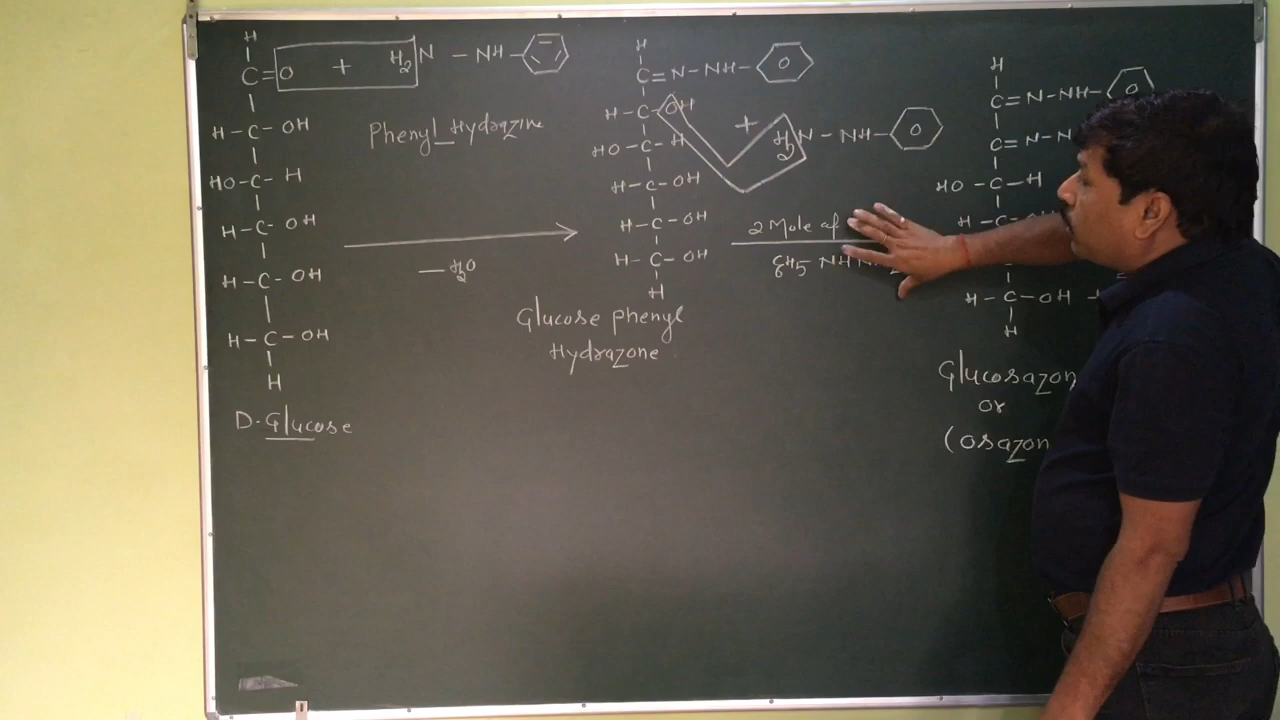 H
C=O + H2N – NH–
H–C–OH
HO–C–H
H–C–OH
H–C–OH
H–C–OH
H
D-Glucose
Phenyl Hydrazine
– H2O
H
C=N–NH–
H–C–OH + H2N – NH–
HO–C–H
H–C–OH
H–C–OH
H–C–OH
H
Glucose phenyl
Hydrazone
2 Mole of
H
C=N–NH–
C=N–N
HO –C–H
H–C–
H–C–OH +
H
Glucosazon
or
(osazon